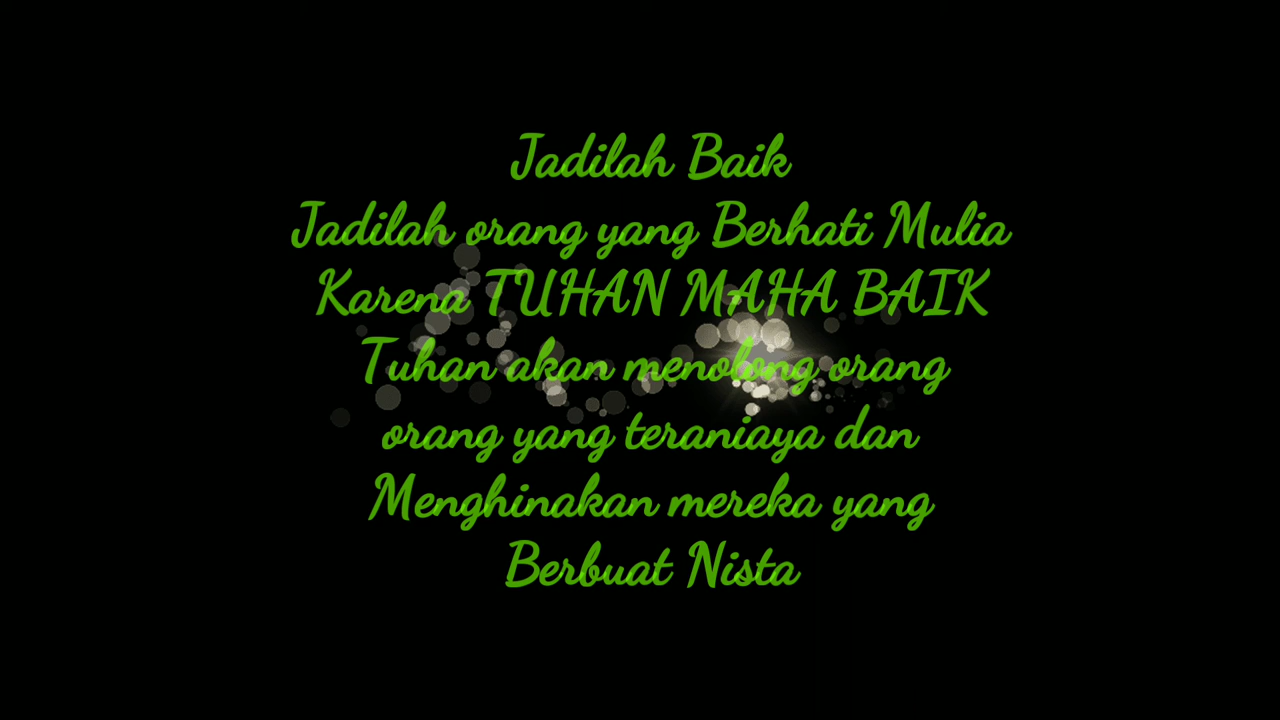 Jadilah Baik
Jadilah orang yang Berhati Mulia
Karena TUHAN MAHA BAIK
Tuhan akan menolong orang
orang yang teraniaya dan
Menghinakan mereka yang
Berbuat Nista